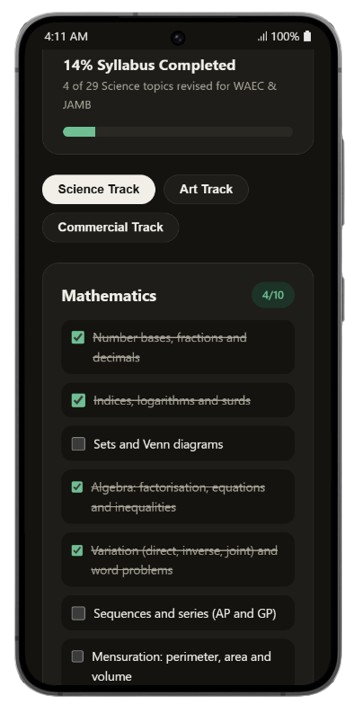 4:11 AM 100%
14% Syllabus Completed
4 of 29 Science topics revised for WAEC &
JAMB
Science Track
Art Track
Commercial Track
Mathematics
4/10
Number bases, fractions and
decimals
Indices, logarithms and surds
Sets and Venn diagrams
Algebra: factorisation, equations
and inequalities
Variation (direct, inverse, joint) and
word problems
Sequences and series (AP and GP)
Mensuration: perimeter, area and
volume